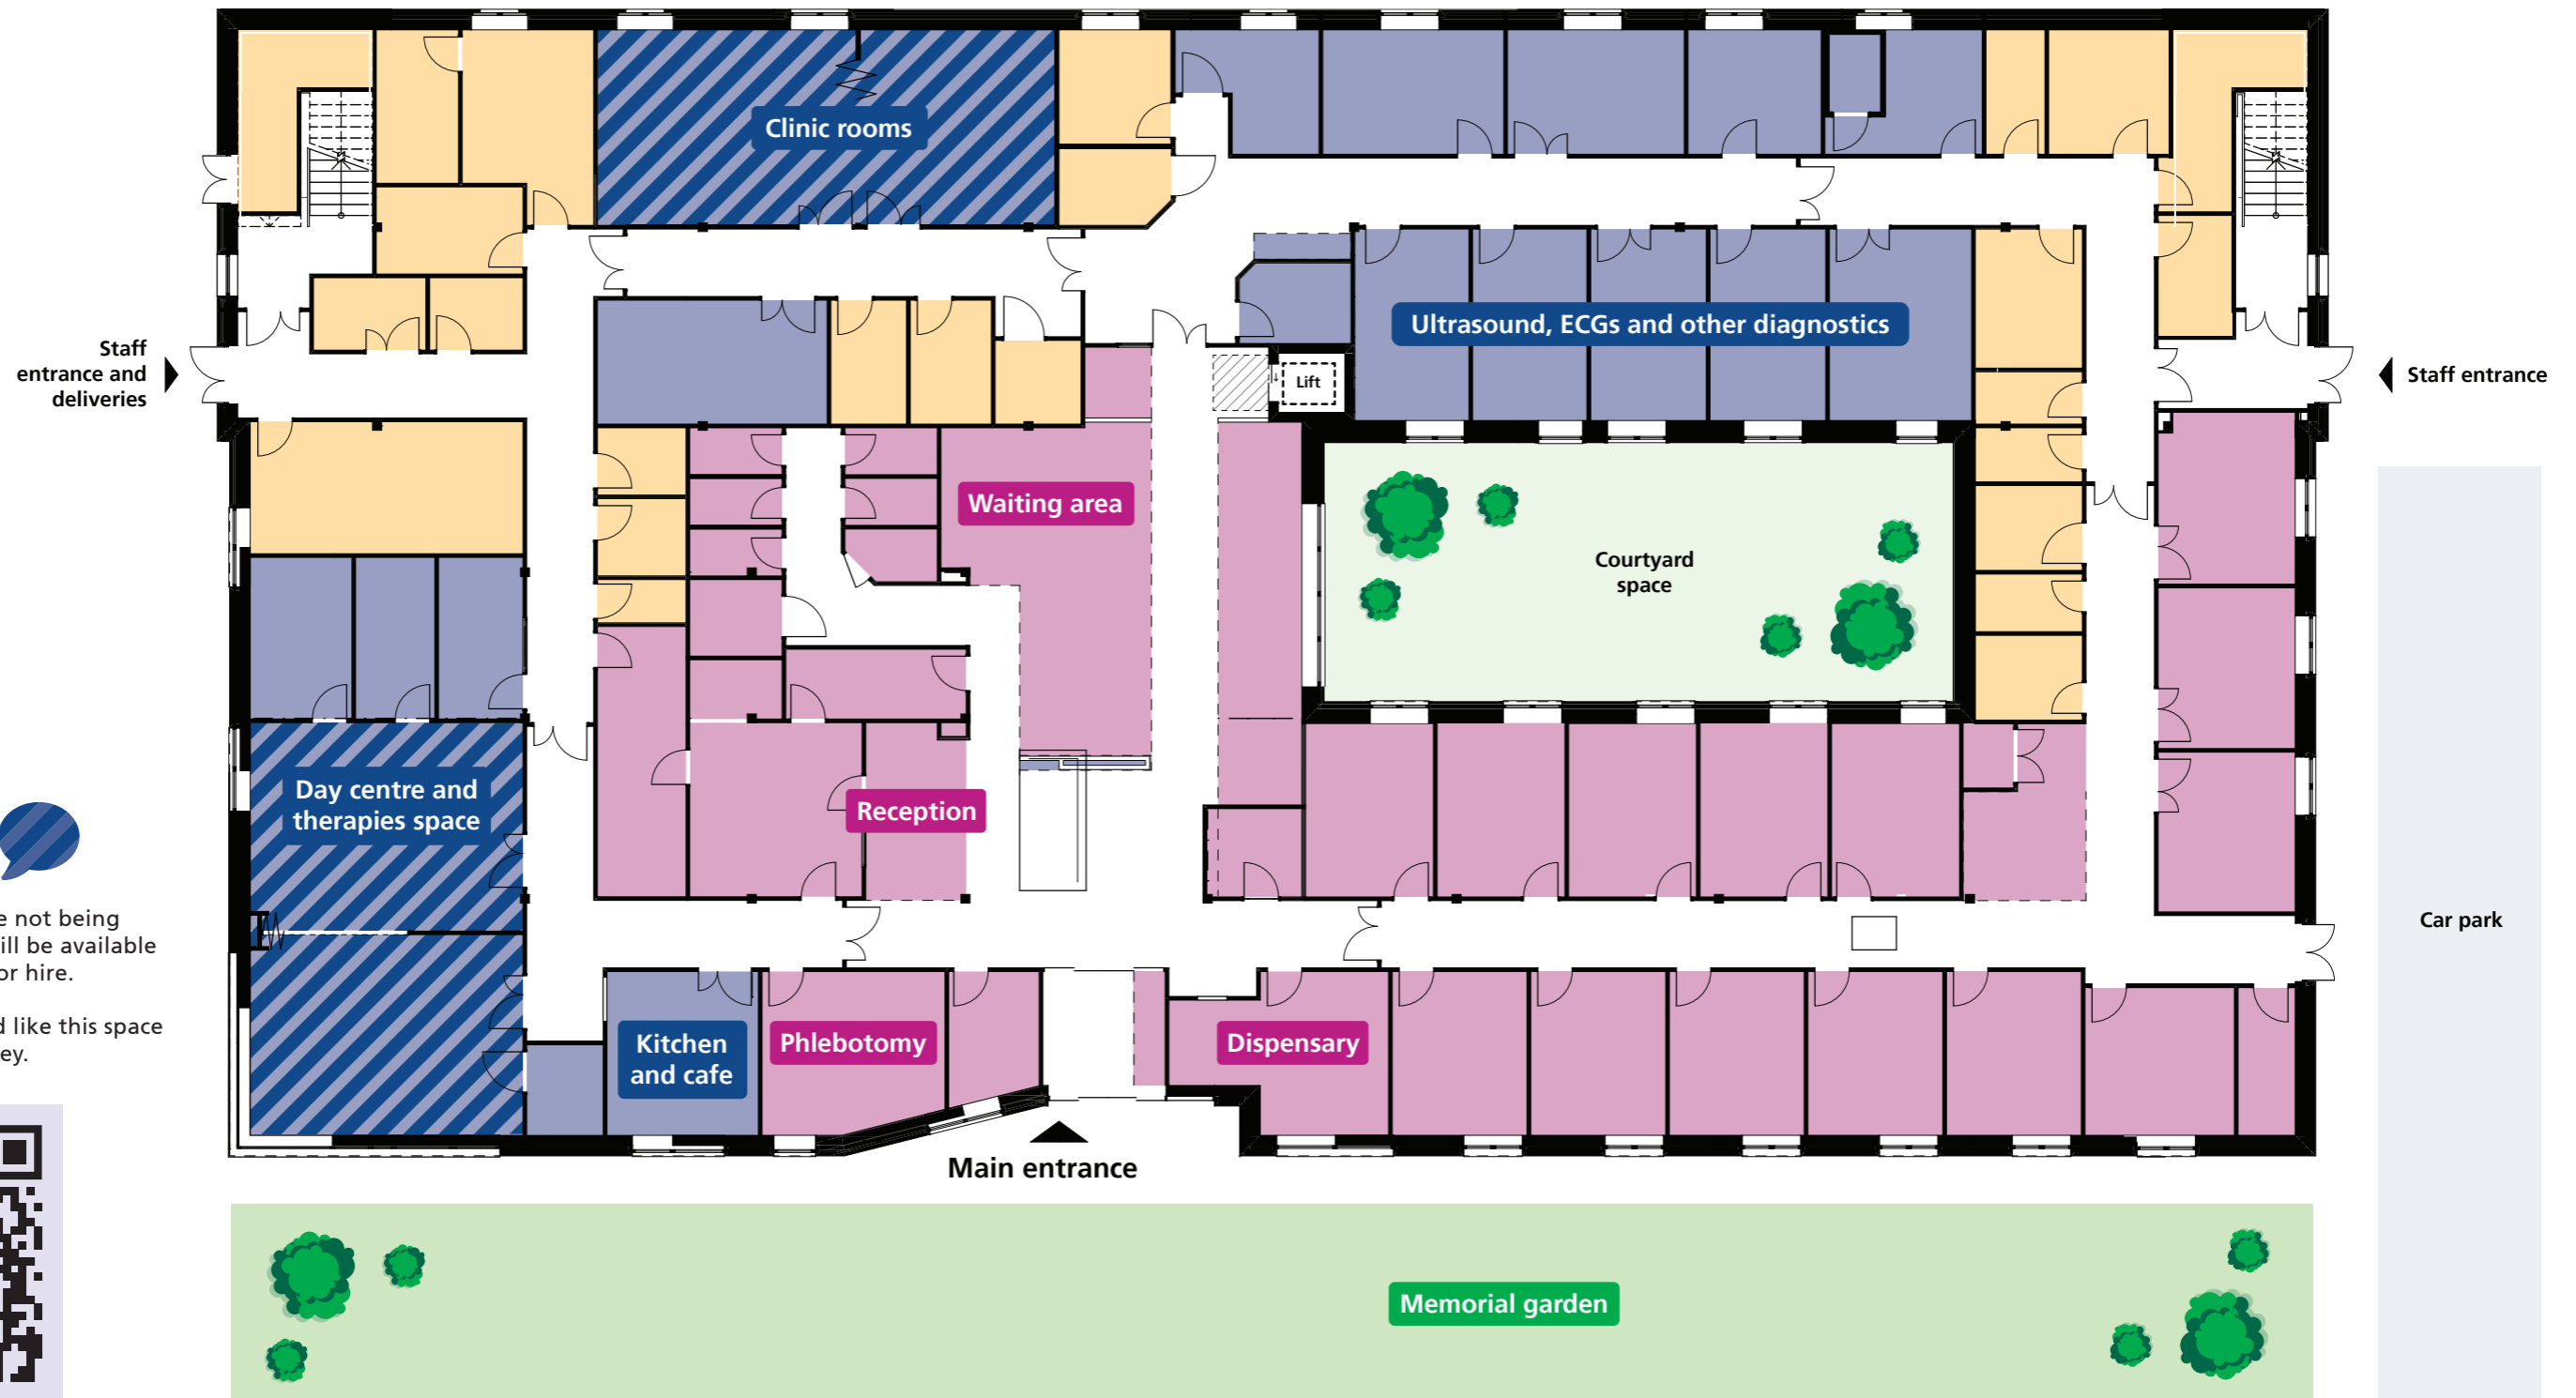 Clinic rooms
Ultrasound, ECGs and other diagnostics
Staff
entrance and
deliveries
Lift
Staff entrance
Waiting area
Courtyard
space
Day centre and
therapies space
Reception
not being
ill be available
or hire.
like this space
Car park
Kitchen
and cafe
Phlebotomy
Dispensary
Main entrance
Memorial garden